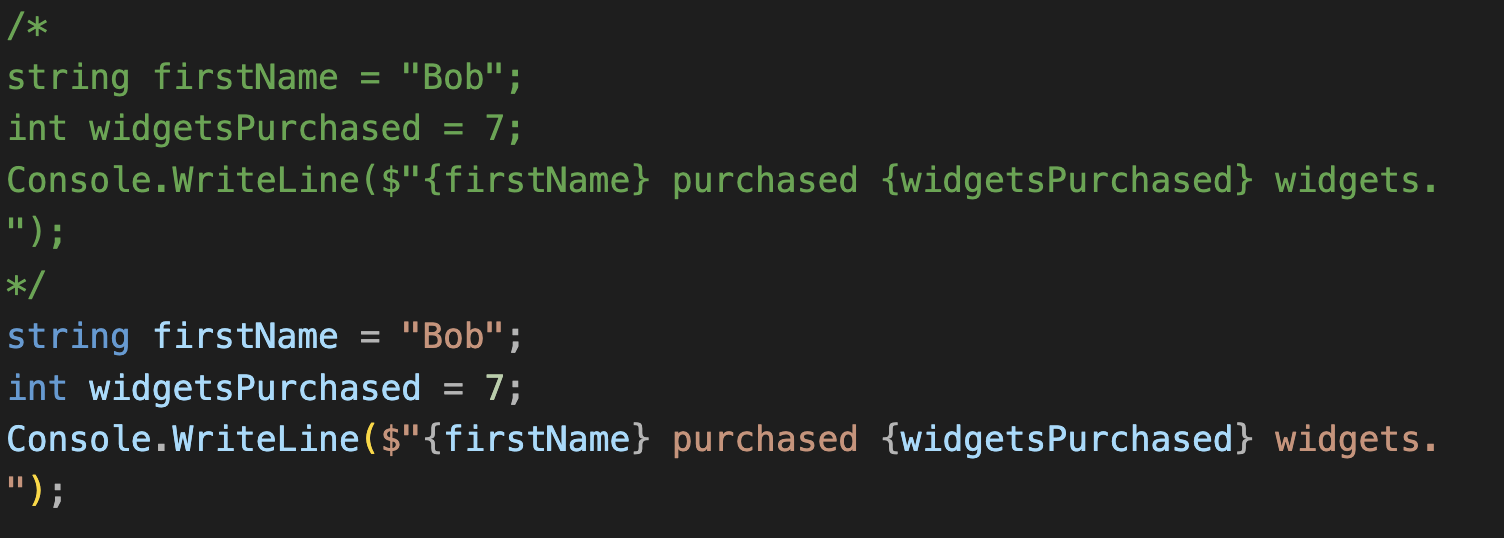 /*
string firstName = "Bob";
int widgetsPurchased = 7;
Console.WriteLine($"{firstName} purchased {widgetsPurchased} widgets.
");
*/
string firstName = "Bob";
int widgetsPurchased = 7;
Console.WriteLine($"{firstName} purchased {widgetsPurchased} widgets.
");